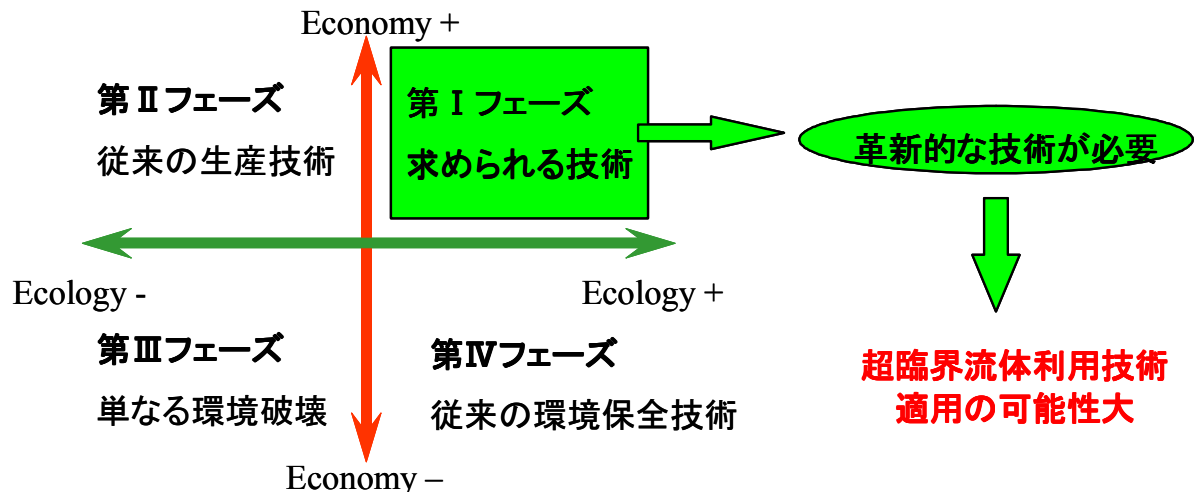 Economy +
第Ⅱフェーズ
従来の生産技術
第Ⅰフェーズ
求められる技術
革新的な技術が必要
Ecology -
Ecology +
第Ⅲフェーズ
単なる環境破壊
第Ⅳフェーズ
従来の環境保全技術
超臨界流体利用技術
適用の可能性大
Economy –